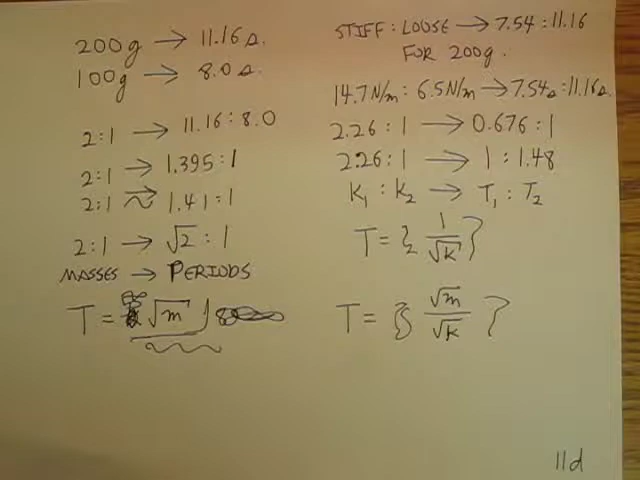 200g → 11.16 s.
100g → 8.0 s.
2:1 → 11.16 : 8.0
2:1 → 1.395 : 1
2:1 ≈> 1.41 : 1
2:1 → √2 : 1
MASSES → PERIODS
T = √m
STIFF : LOOSE → 7.54 : 11.16
FOR 200g.
14.7 N/m : 6.5 N/m → 7.54s : 11.16s.
2.26 : 1 → 0.676 : 1
2.26 : 1 → 1 : 1.48
K₁ : K₂ → T₁ : T₂
T = { 1/√K }
T = { √m/√K }
11d